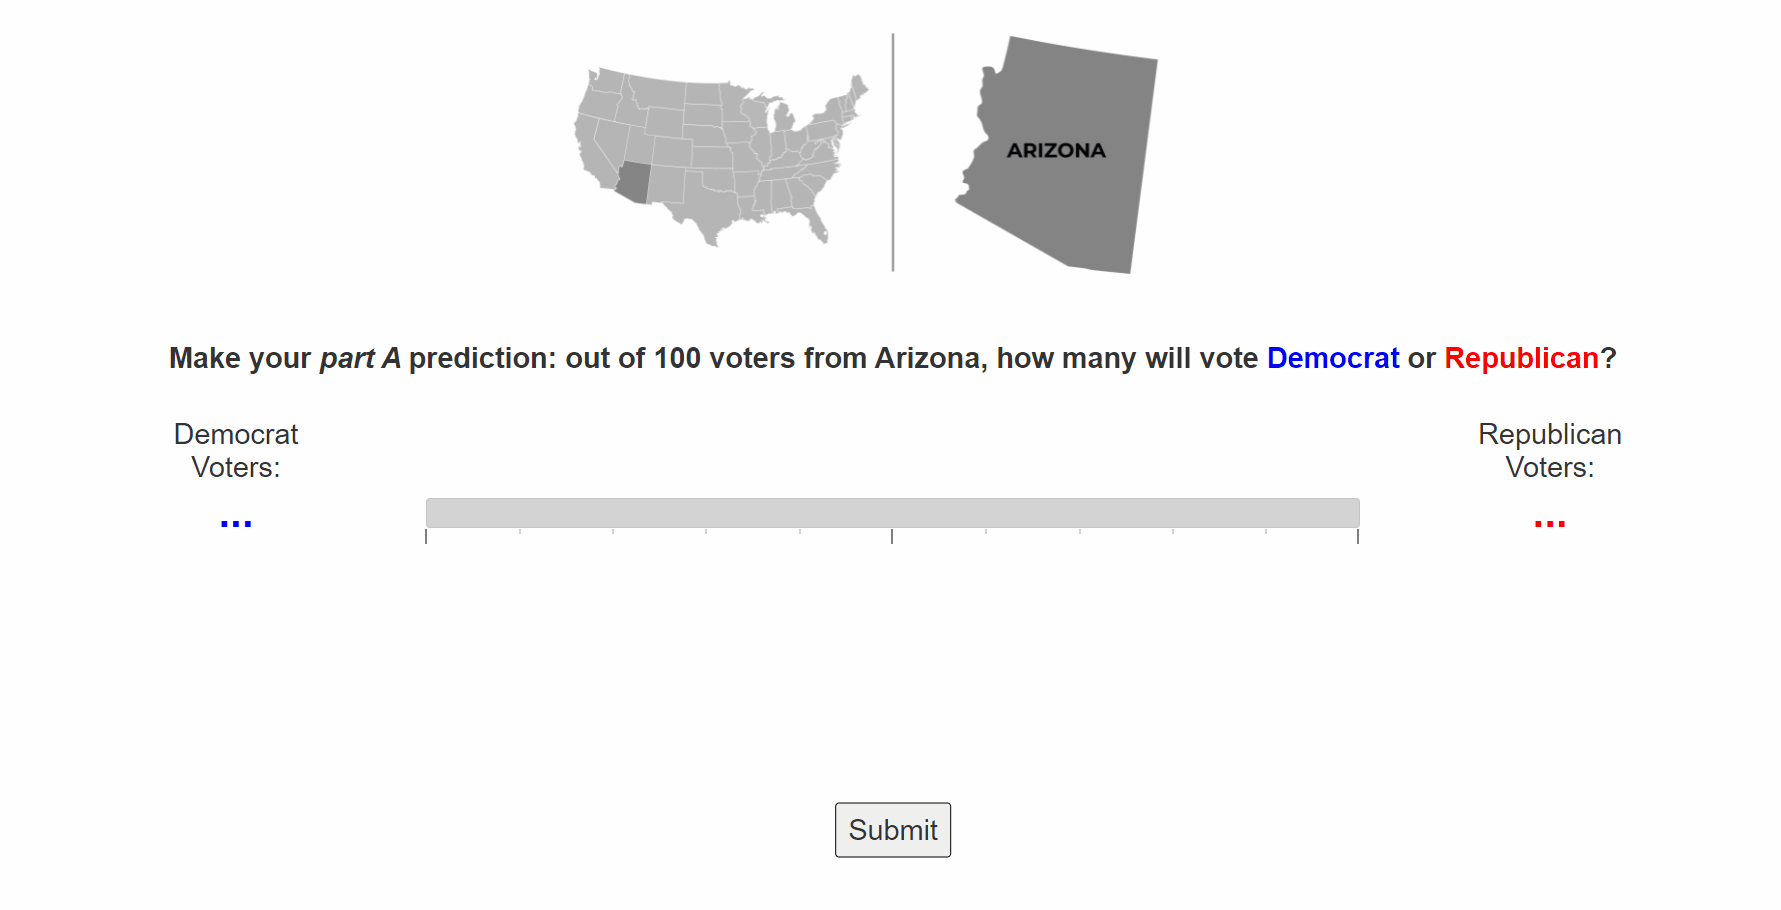 ARIZONA
Make your part A prediction: out of 100 voters from Arizona, how many will vote Democrat or Republican?
Democrat
Voters:
...
Republican
Voters:
...
Submit